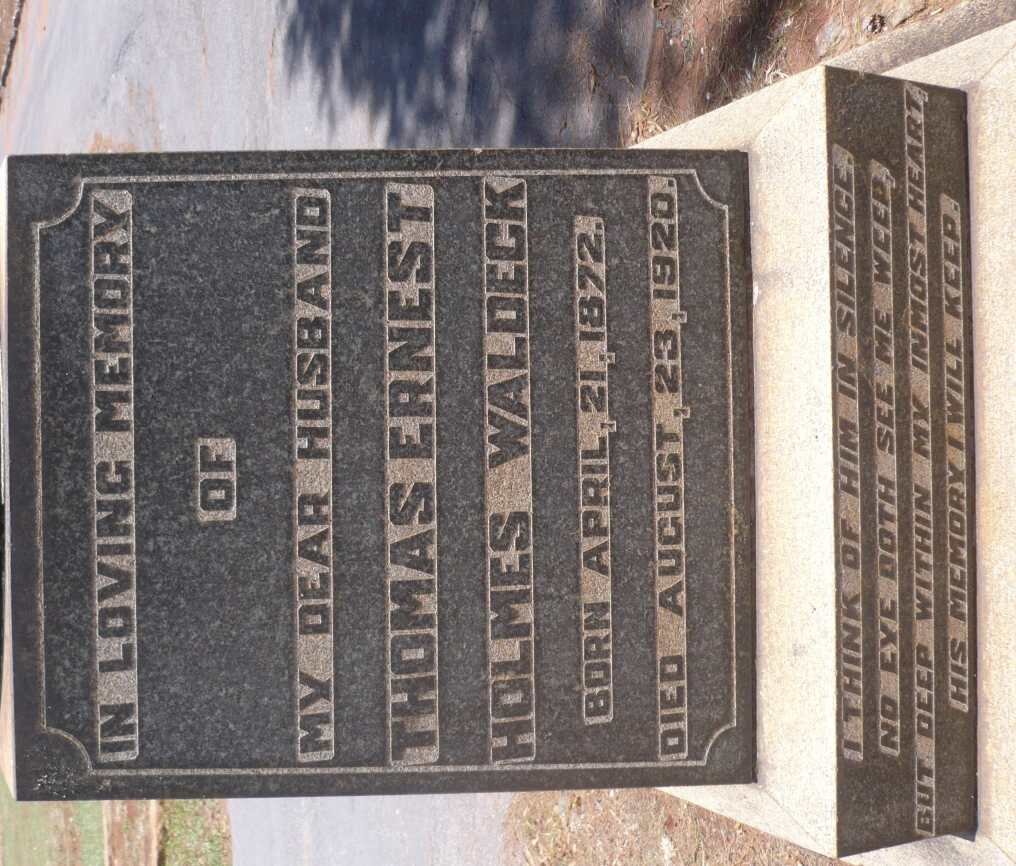 IN LOVING MEMORY
OF
MY DEAR HUSBAND
THOMAS ERNEST
HOLMES WALDECK
BORN APRIL, 21, 1872.
DIED AUGUST, 23, 1920.
I THINK OF HIM IN SILENCE.
NO EYE DOTH SEE ME WEEP,
BUT DEEP WITHIN MY INMOST HEART,
HIS MEMORY I WILL KEEP.